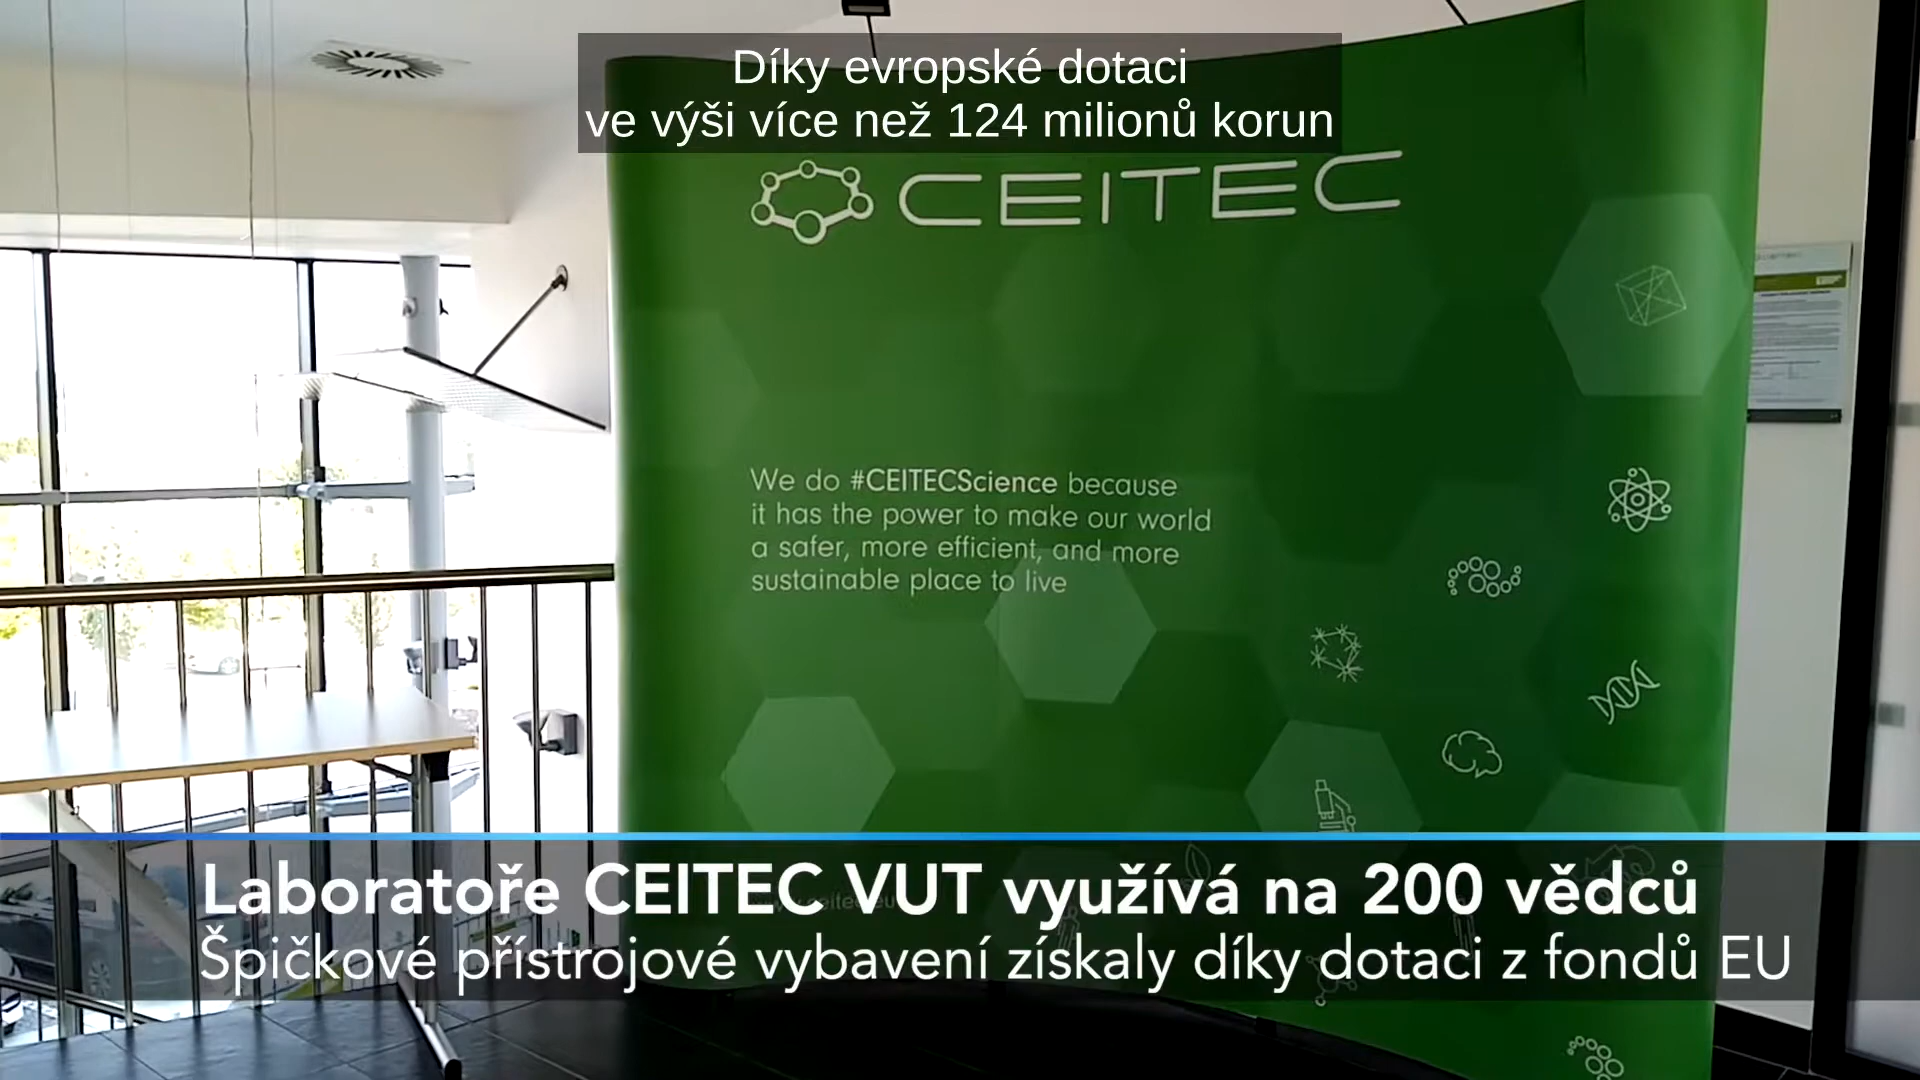 Díky evropské dotaci
ve výši více než 124 milionů korun
CEITEC
We do #CEITECScience because
it has the power to make our world
a safer, more efficient, and more
sustainable place to live
Laboratoře CEITEC VUT využívá na 200 vědců
Špičkové přístrojové vybavení získaly díky dotaci z fondů EU